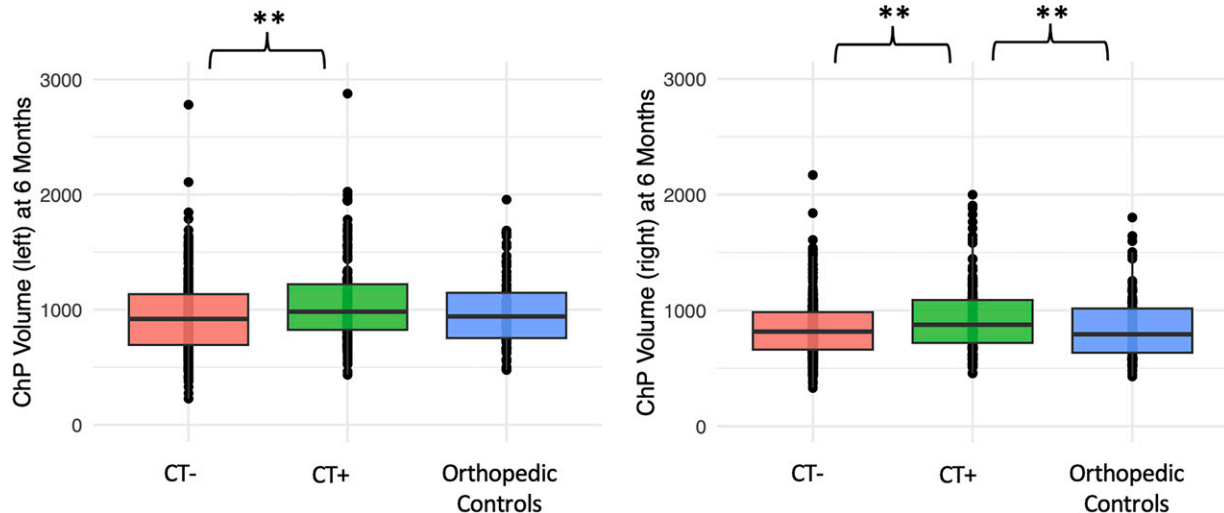 **
ChP Volume (left) at 6 Months
3000
2000
1000
0
CT-
CT+
Orthopedic
Controls
**
**
ChP Volume (right) at 6 Months
3000
2000
1000
0
CT-
CT+
Orthopedic
Controls